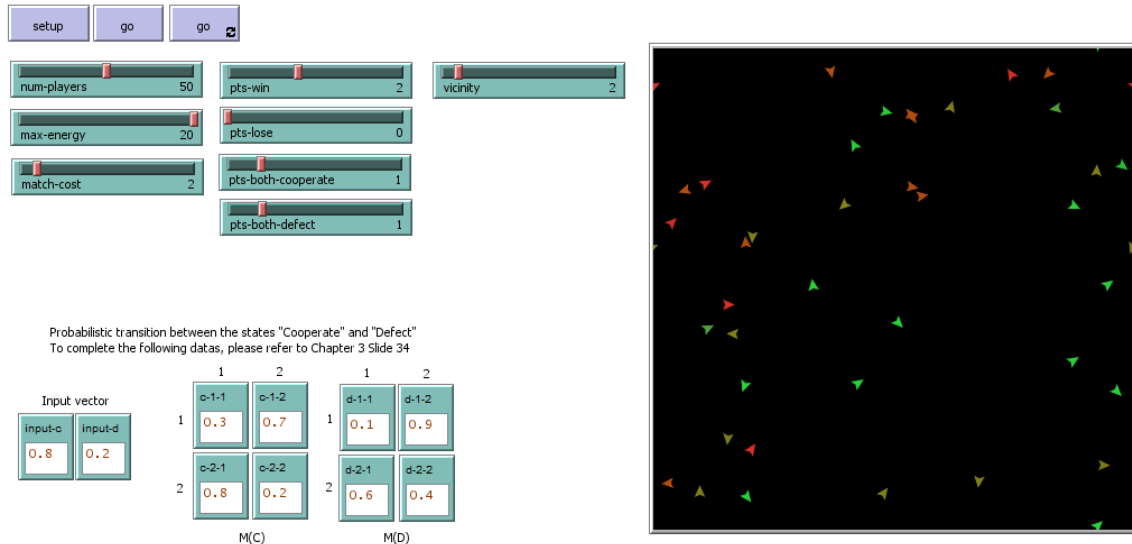 setup go go
num-players 50 pts-win 2 vicinity 2
max-energy 20 pts-lose 0
match-cost 2 pts-both-cooperate 1
pts-both-defect 1
Probabilistic transition between the states "Cooperate" and "Defect"
To complete the following datas, please refer to Chapter 3 Slide 34
1 2 1 2
Input vector
input-c input-d
0.8 0.2
1 c-1-1 c-1-2 1 d-1-1 d-1-2
0.3 0.7 0.1 0.9
2 c-2-1 c-2-2 2 d-2-1 d-2-2
0.8 0.2 0.6 0.4
M(C) M(D)